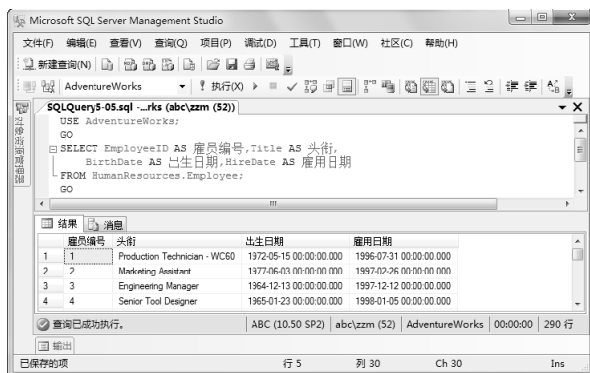 Microsoft SQL Server Management Studio
文件(F) 编辑(E) 查看(V) 查询(Q) 项目(P) 调试(D) 工具(T) 窗口(W) 社区(C) 帮助(H)
新建查询(N)
AdventureWorks 执行(X)
SQLQuery5-05.sql -...rks (abc\zzm (52))
对象资源管理器
USE AdventureWorks;
GO
SELECT EmployeeID AS 雇员编号,Title AS 头衔,
BirthDate AS 出生日期,HireDate AS 雇用日期
FROM HumanResources.Employee;
GO
结果 消息
雇员编号 头衔 出生日期 雇用日期
1 1 Production Technician - WC60 1972-05-15 00:00:00.000 1996-07-31 00:00:00.000
2 2 Marketing Assistant 1977-06-03 00:00:00.000 1997-02-26 00:00:00.000
3 3 Engineering Manager 1964-12-13 00:00:00.000 1997-12-12 00:00:00.000
4 4 Senior Tool Designer 1965-01-23 00:00:00.000 1998-01-05 00:00:00.000
查询已成功执行。 ABC (10.50 SP2) abc\zzm (52) AdventureWorks 00:00:00 290 行
输出
已保存的项 行 5 列 30 Ch 30 Ins